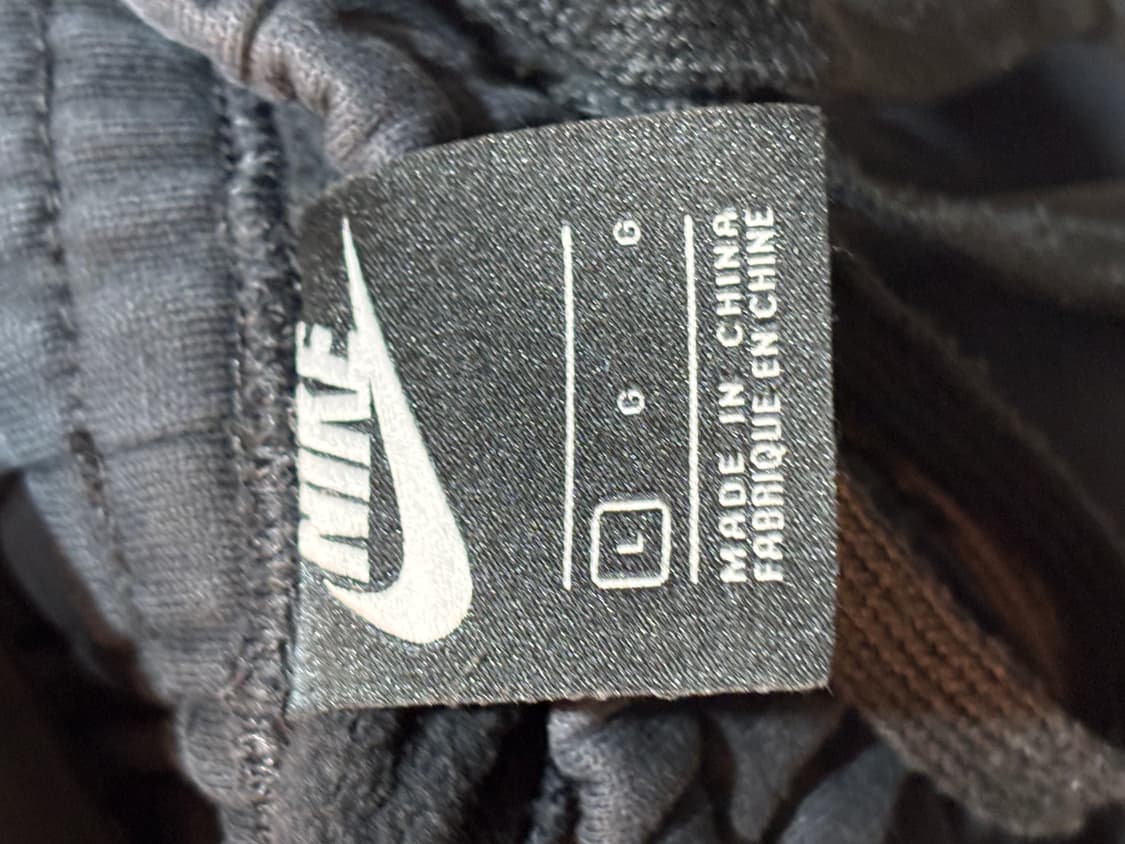 NIKE
L G G
MADE IN CHINA
FABRIQUE EN CHINE